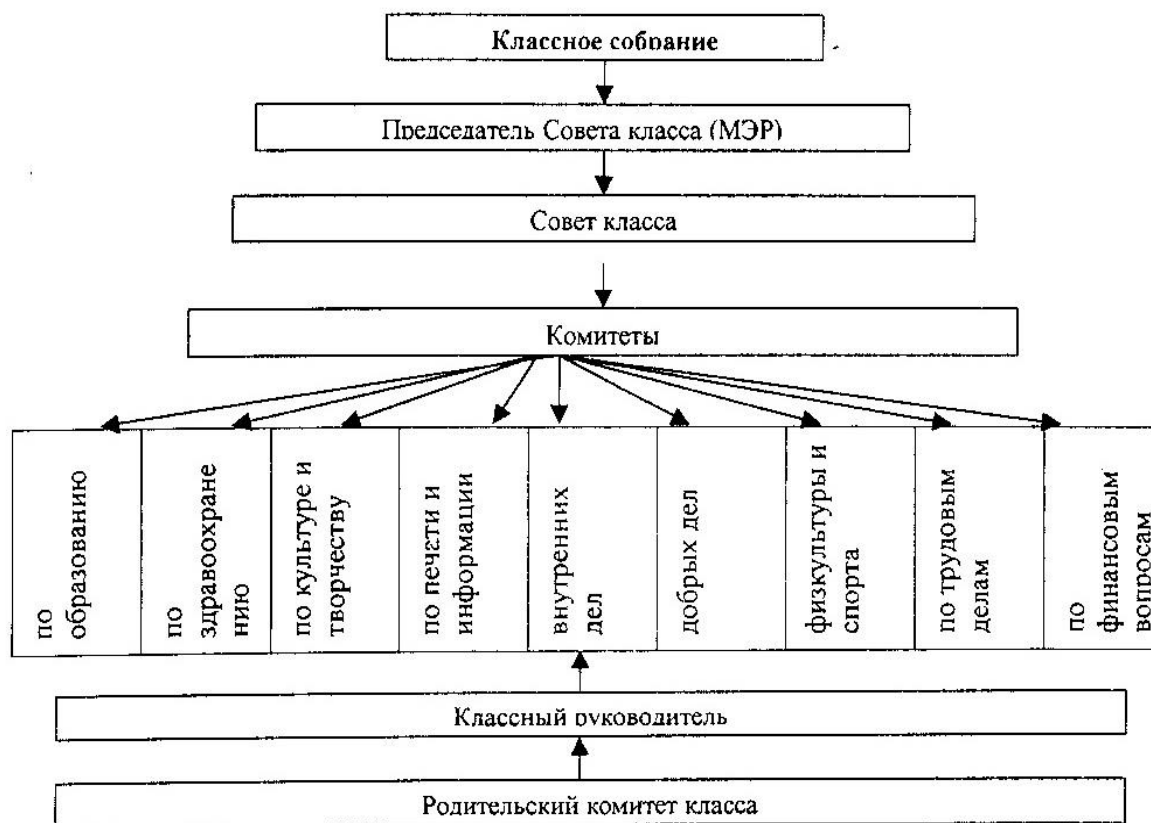 Классное собрание
Председатель Совета класса (МЭР)
Совет класса
Комитеты
по
образованию
по
здравоохране
нию
по культуре и
творчеству
по печати и
информации
внутренних
дел
добрых дел
физкультуры и
спорта
по трудовым
делам
по
финансовым
вопросам
Классный руководитель
Родительский комитет класса